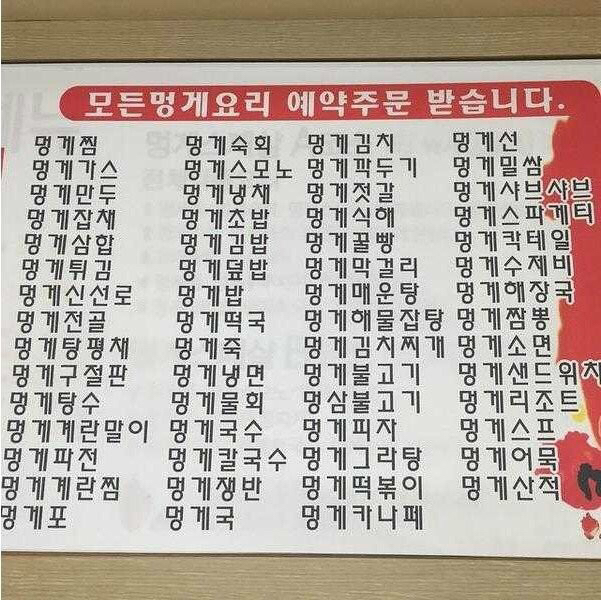 모든멍게요리 예약주문 받습니다.
멍게찜
멍게가스
멍게만두
멍게잡채
멍게삼합
멍게튀김
멍게신선로
멍게전골
멍게탕평채
멍게구절판
멍게탕수
멍게계란말이
멍게파전
멍게계란찜
멍게포
멍게숙회
멍게스모노
멍게냉채
멍게초밥
멍게김밥
멍게덮밥
멍게밥
멍게떡국
멍게죽
멍게냉면
멍게물회
멍게국수
멍게칼국수
멍게쟁반
멍게국
멍게김치
멍게깍두기
멍게젓갈
멍게식해
멍게꿀빵
멍게막걸리
멍게매운탕
멍게해물잡탕
멍게김치찌개
멍게불고기
멍삼불고기
멍게피자
멍게그라탕
멍게떡볶이
멍게카나페
멍게선
멍게밀쌈
멍게샤브샤브
멍게스파게티
멍게칵테일
멍게수제비
멍게해장국
멍게짬뽕
멍게소면
멍게샌드위치
멍게리조트
멍게스프
멍게어묵
멍게산적